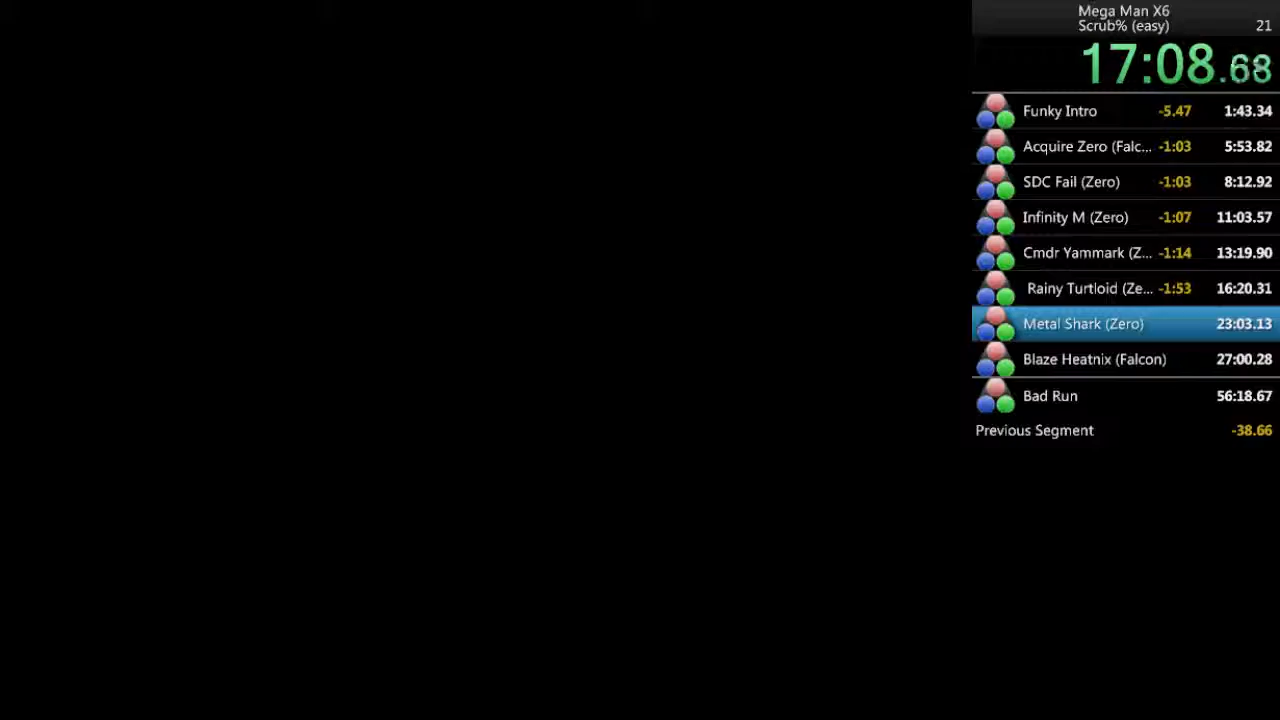 Mega Man X6
Scrub% (easy) 21
17:08.68
Funky Intro -5.47 1:43.34
Acquire Zero (Falc... -1:03 5:53.82
SDC Fail (Zero) -1:03 8:12.92
Infinity M (Zero) -1:07 11:03.57
Cmdr Yammark (Z... -1:14 13:19.90
Rainy Turtloid (Ze... -1:53 16:20.31
Metal Shark (Zero) 23:03.13
Blaze Heatnix (Falcon) 27:00.28
Bad Run 56:18.67
Previous Segment -38.66